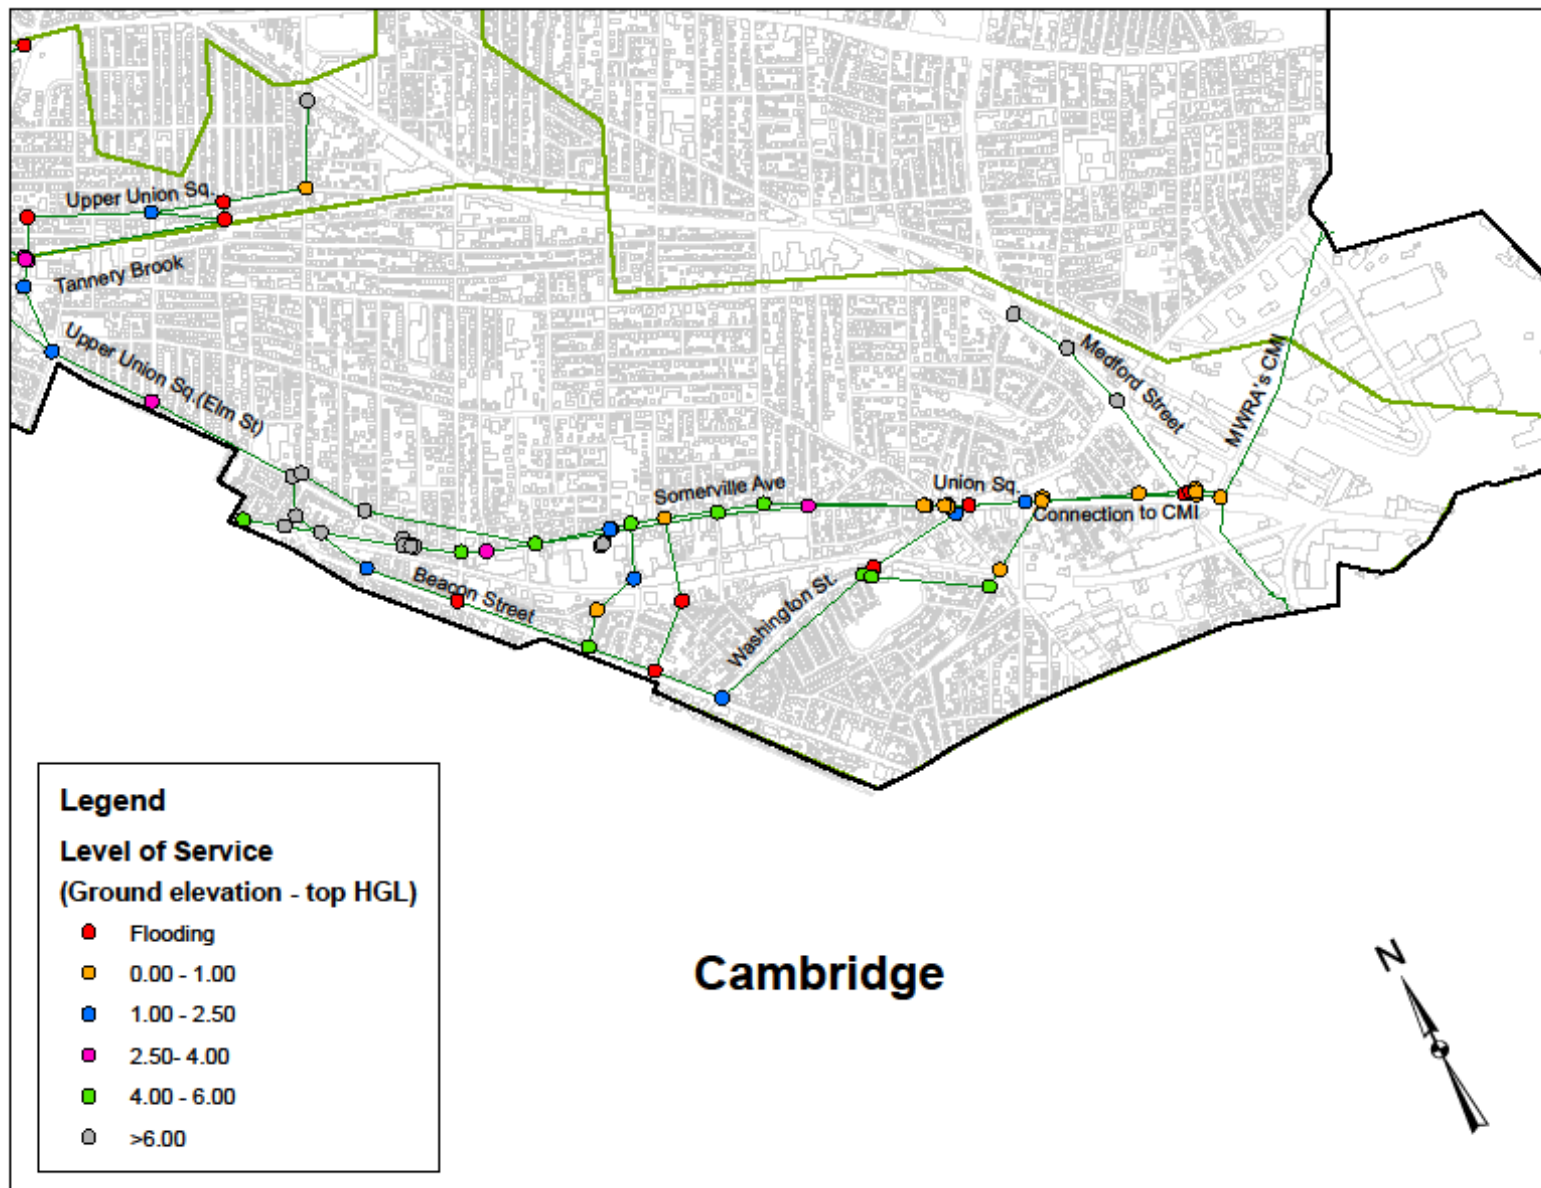 Upper Union Sq.
Tannery Brook
Upper Union Sq.(Elm St)
Medford Street
MWRA's CMI
Somerville Ave
Union Sq.
Connection to CMI
Beacon Street
Washington St.
Legend
Level of Service
(Ground elevation - top HGL)
Flooding
0.00 - 1.00
1.00 - 2.50
2.50- 4.00
4.00 - 6.00
>6.00
Cambridge
N